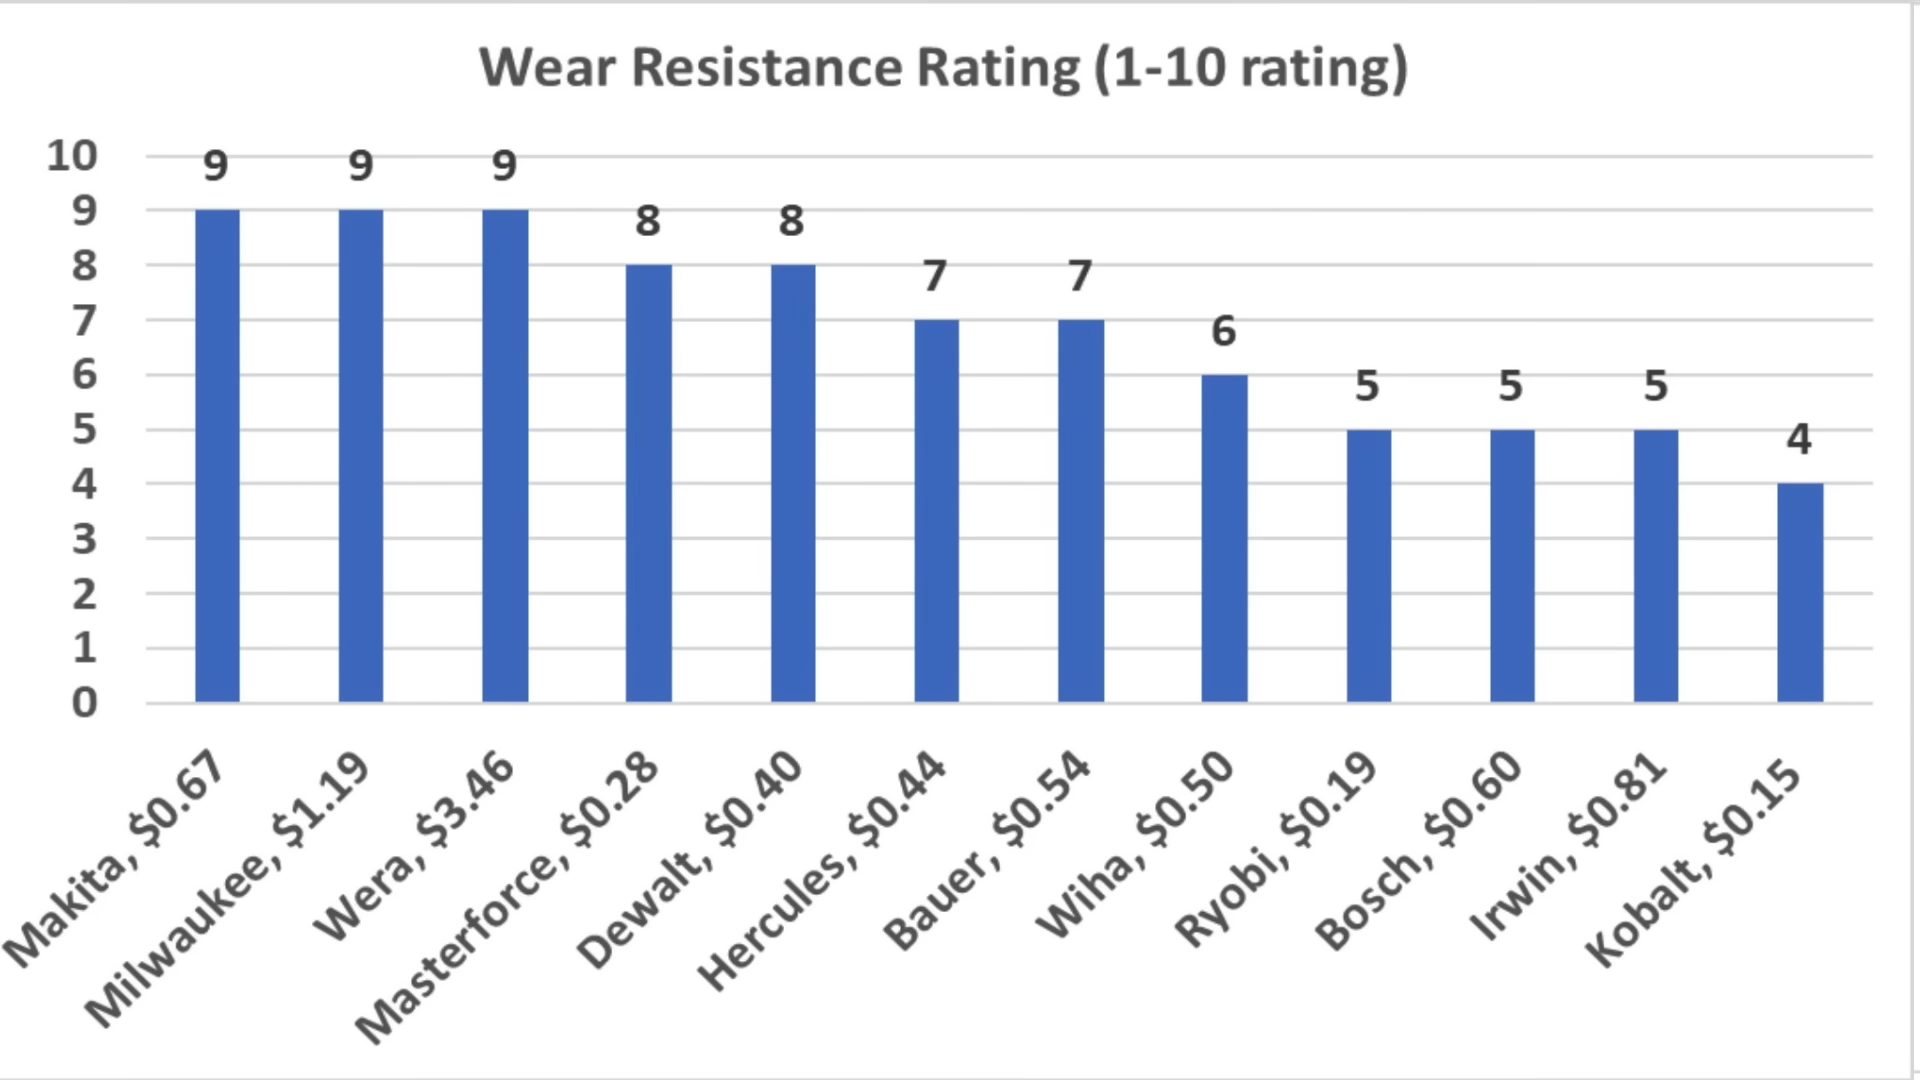 Wear Resistance Rating (1-10 rating)
10
9
8
7
6
5
4
3
2
1
0
9
9
9
8
8
7
7
6
5
5
5
4
Makita, $0.67
Milwaukee, $1.19
Wera, $3.46
Masterforce, $0.28
Dewalt, $0.40
Hercules, $0.44
Bauer, $0.54
Wiha, $0.50
Ryobi, $0.19
Bosch, $0.60
Irwin, $0.81
Kobalt, $0.15